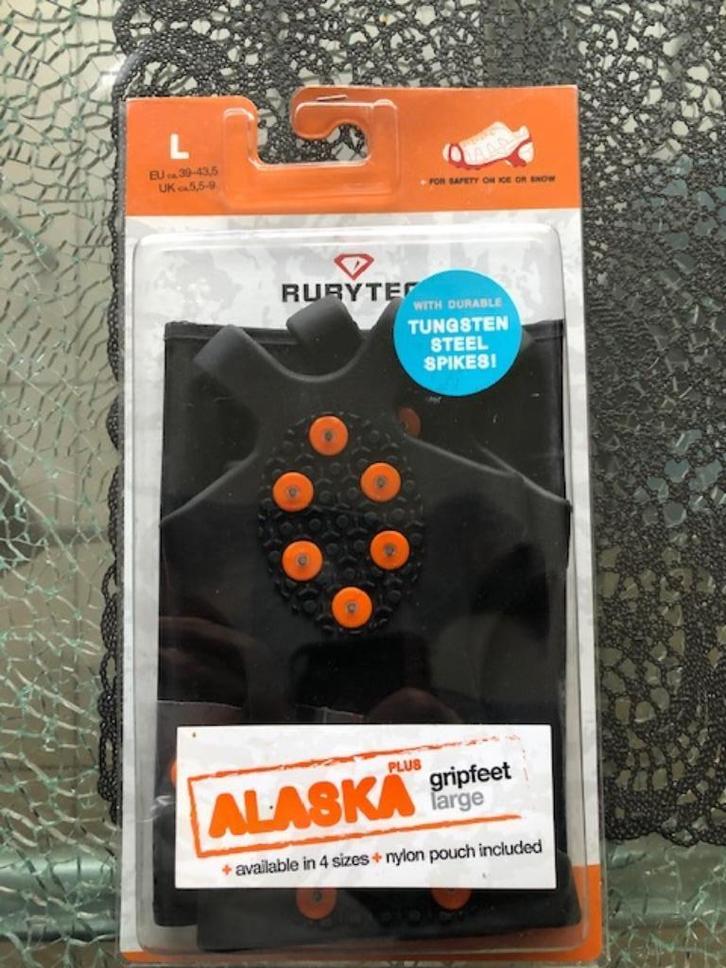 L
EU ca. 39-43,5
UK ca. 5,5-9
+ FOR SAFETY ON ICE OR SNOW
RUBYTEC
WITH DURABLE
TUNGSTEN
STEEL
SPIKES!
ALASKA PLUS gripfeet
large
+ available in 4 sizes + nylon pouch included